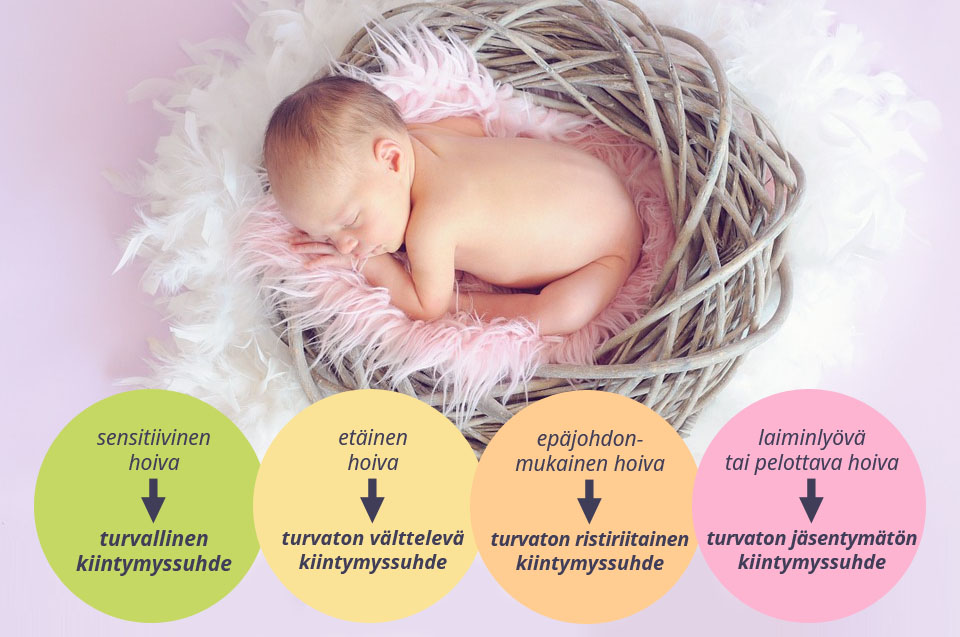 sensitiivinen
hoiva
turvallinen
kiintymyssuhde
etäinen
hoiva
turvaton välttelevä
kiintymyssuhde
epäjohdon-
mukainen hoiva
turvaton ristiriitainen
kiintymyssuhde
laiminlyövä
tai pelottava hoiva
turvaton jäsentymätön
kiintymyssuhde